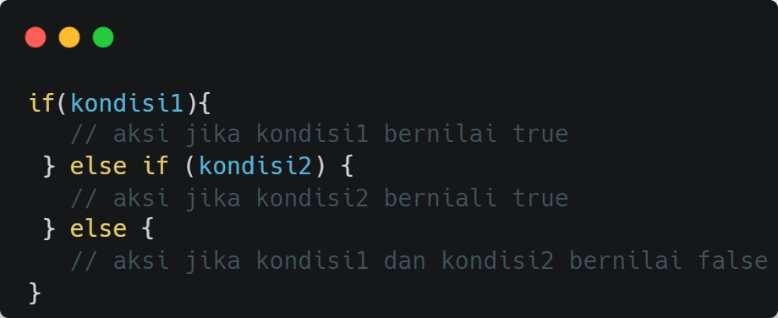 if(kondisi1){
// aksi jika kondisi1 bernilai true
} else if (kondisi2) {
// aksi jika kondisi2 berniali true
} else {
// aksi jika kondisi1 dan kondisi2 bernilai false
}